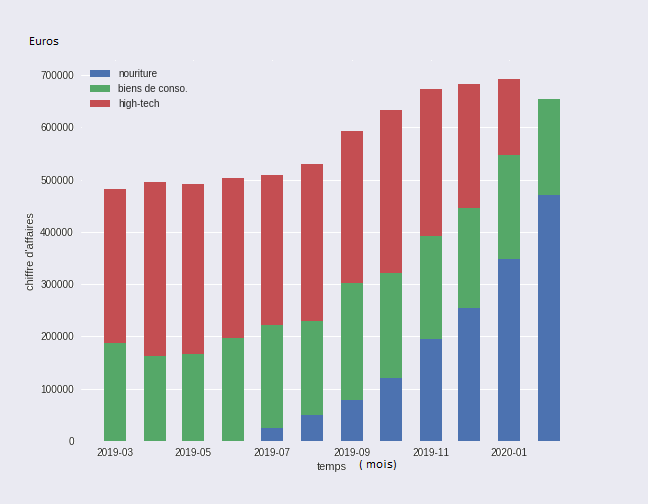 Euros
nouriture
biens de conso.
high-tech
700000
600000
500000
400000
300000
200000
100000
0
chiffre d'affaires
2019-03 2019-05 2019-07 2019-09 2019-11 2020-01
temps ( mois)